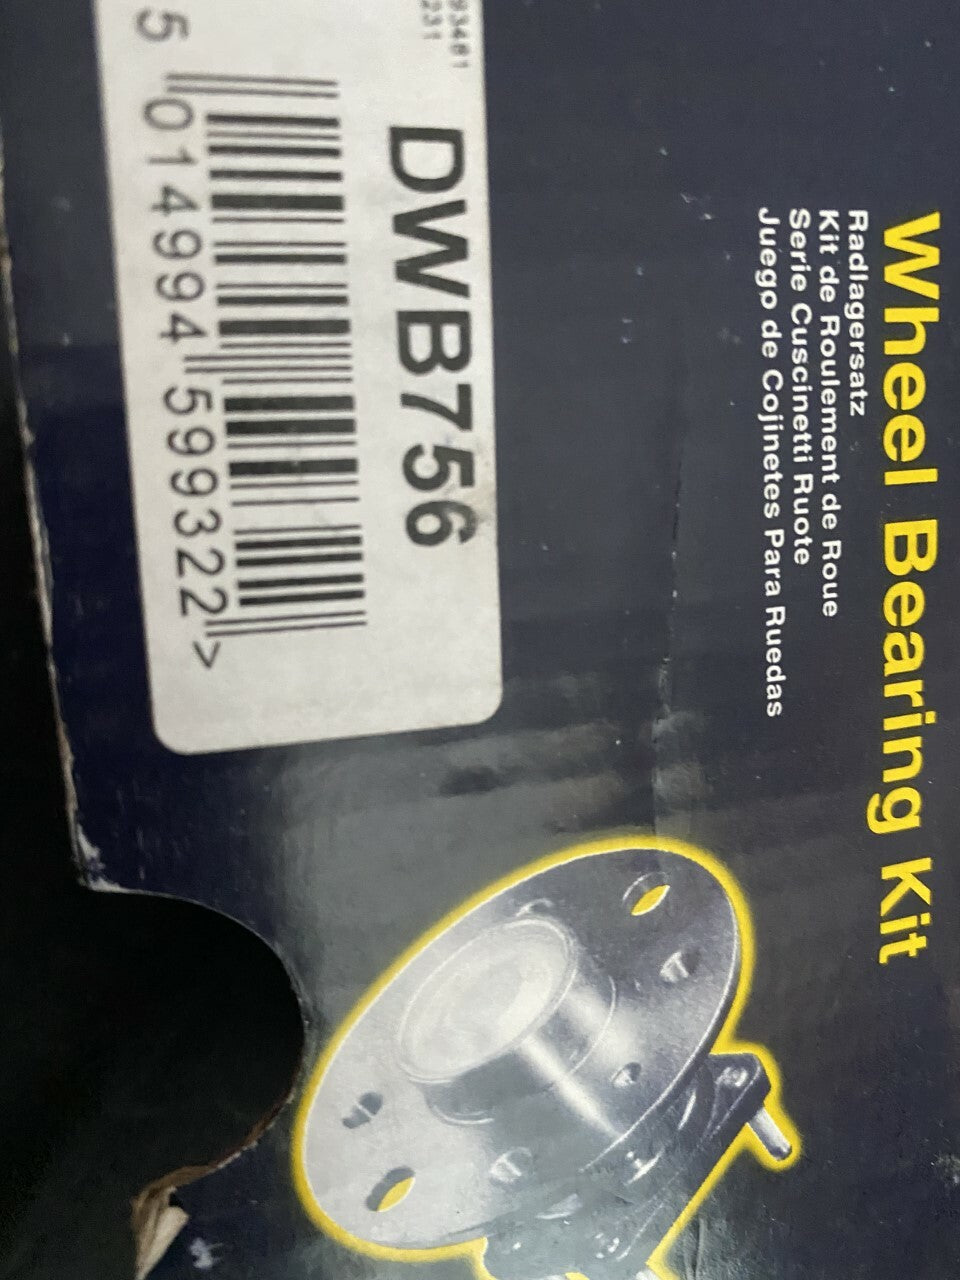 Wheel Bearing Kit
Radlagersatz
Kit de Roulement de Roue
Serie Cuscinetti Ruote
Juego de Cojinetes Para Ruedas
DWB756
5 014994 599322 >